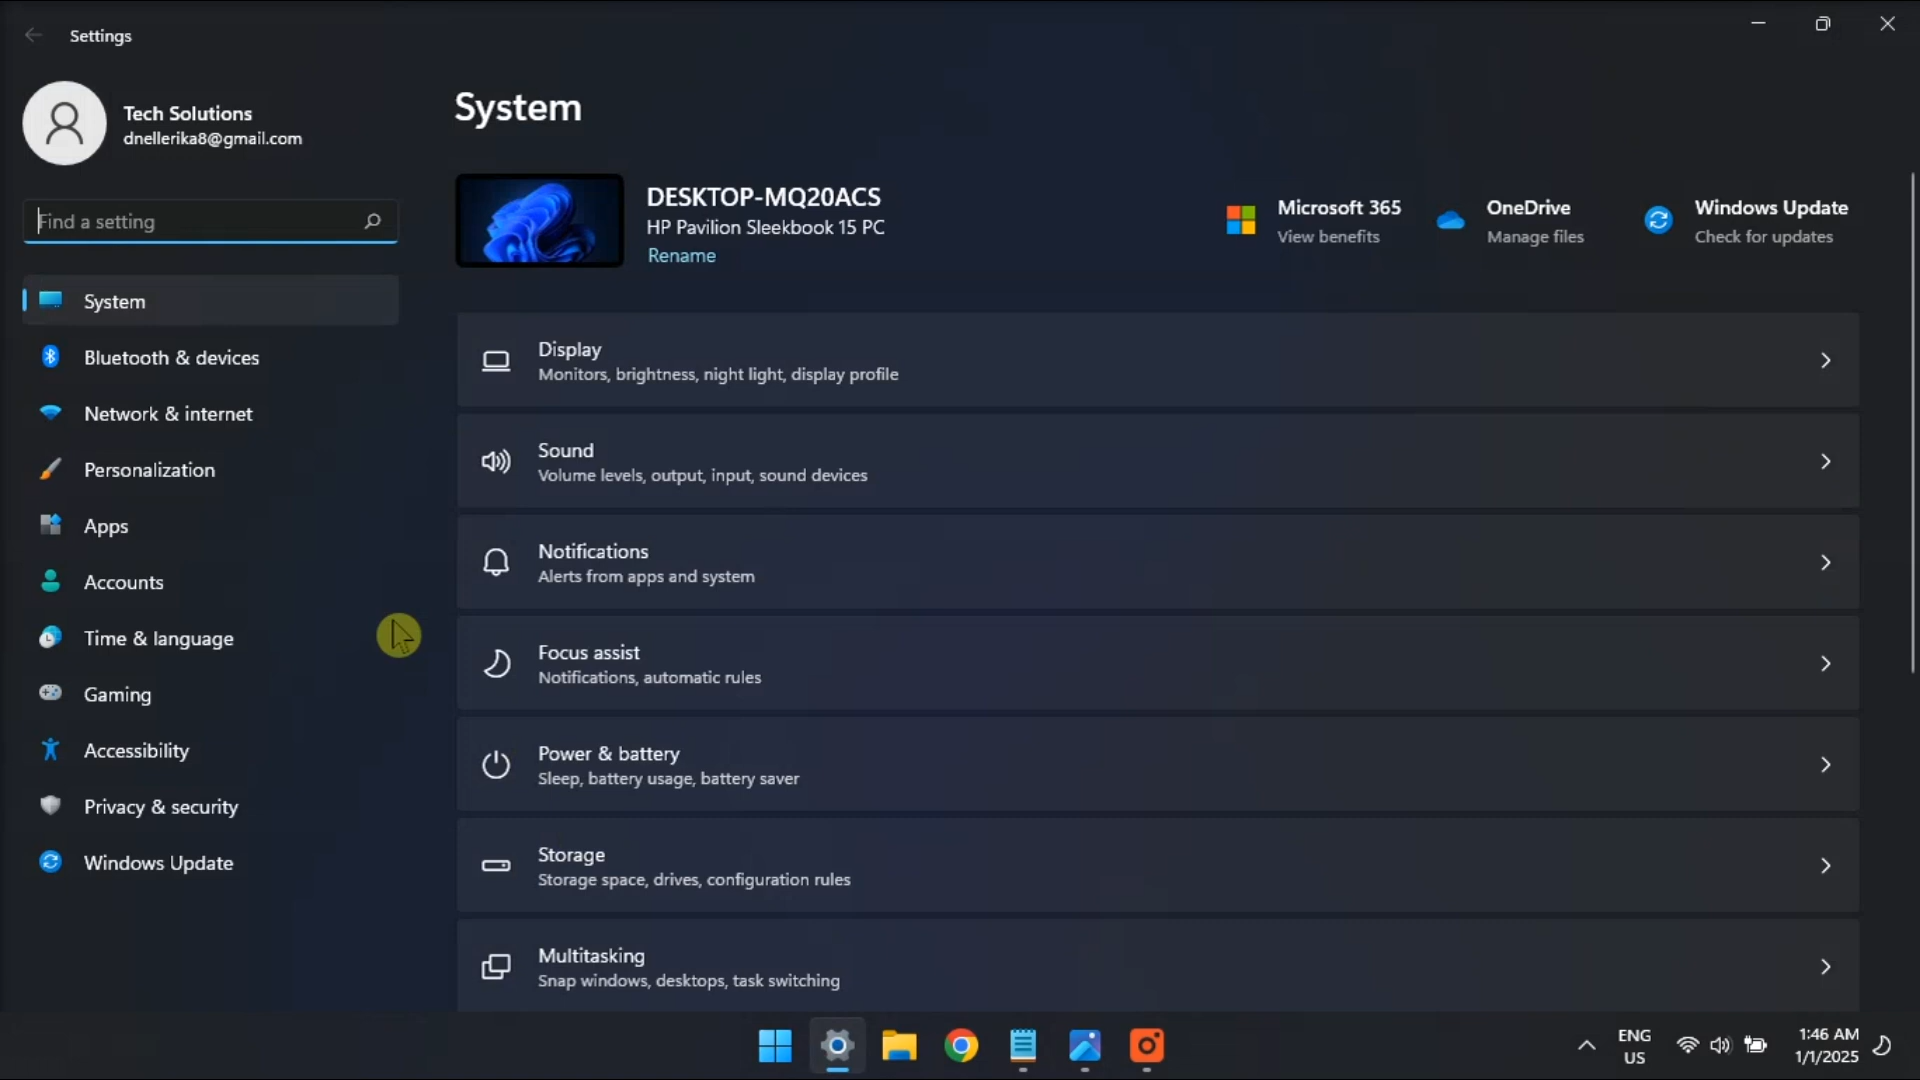 Settings
Tech Solutions
dnellerika8@gmail.com
Find a setting
System
Bluetooth & devices
Network & internet
Personalization
Apps
Accounts
Time & language
Gaming
Accessibility
Privacy & security
Windows Update
System
DESKTOP-MQ20ACS
HP Pavilion Sleekbook 15 PC
Rename
Microsoft 365
View benefits
OneDrive
Manage files
Windows Update
Check for updates
Display
Monitors, brightness, night light, display profile
Sound
Volume levels, output, input, sound devices
Notifications
Alerts from apps and system
Focus assist
Notifications, automatic rules
Power & battery
Sleep, battery usage, battery saver
Storage
Storage space, drives, configuration rules
Multitasking
Snap windows, desktops, task switching
ENG
US
1:46 AM
1/1/2025